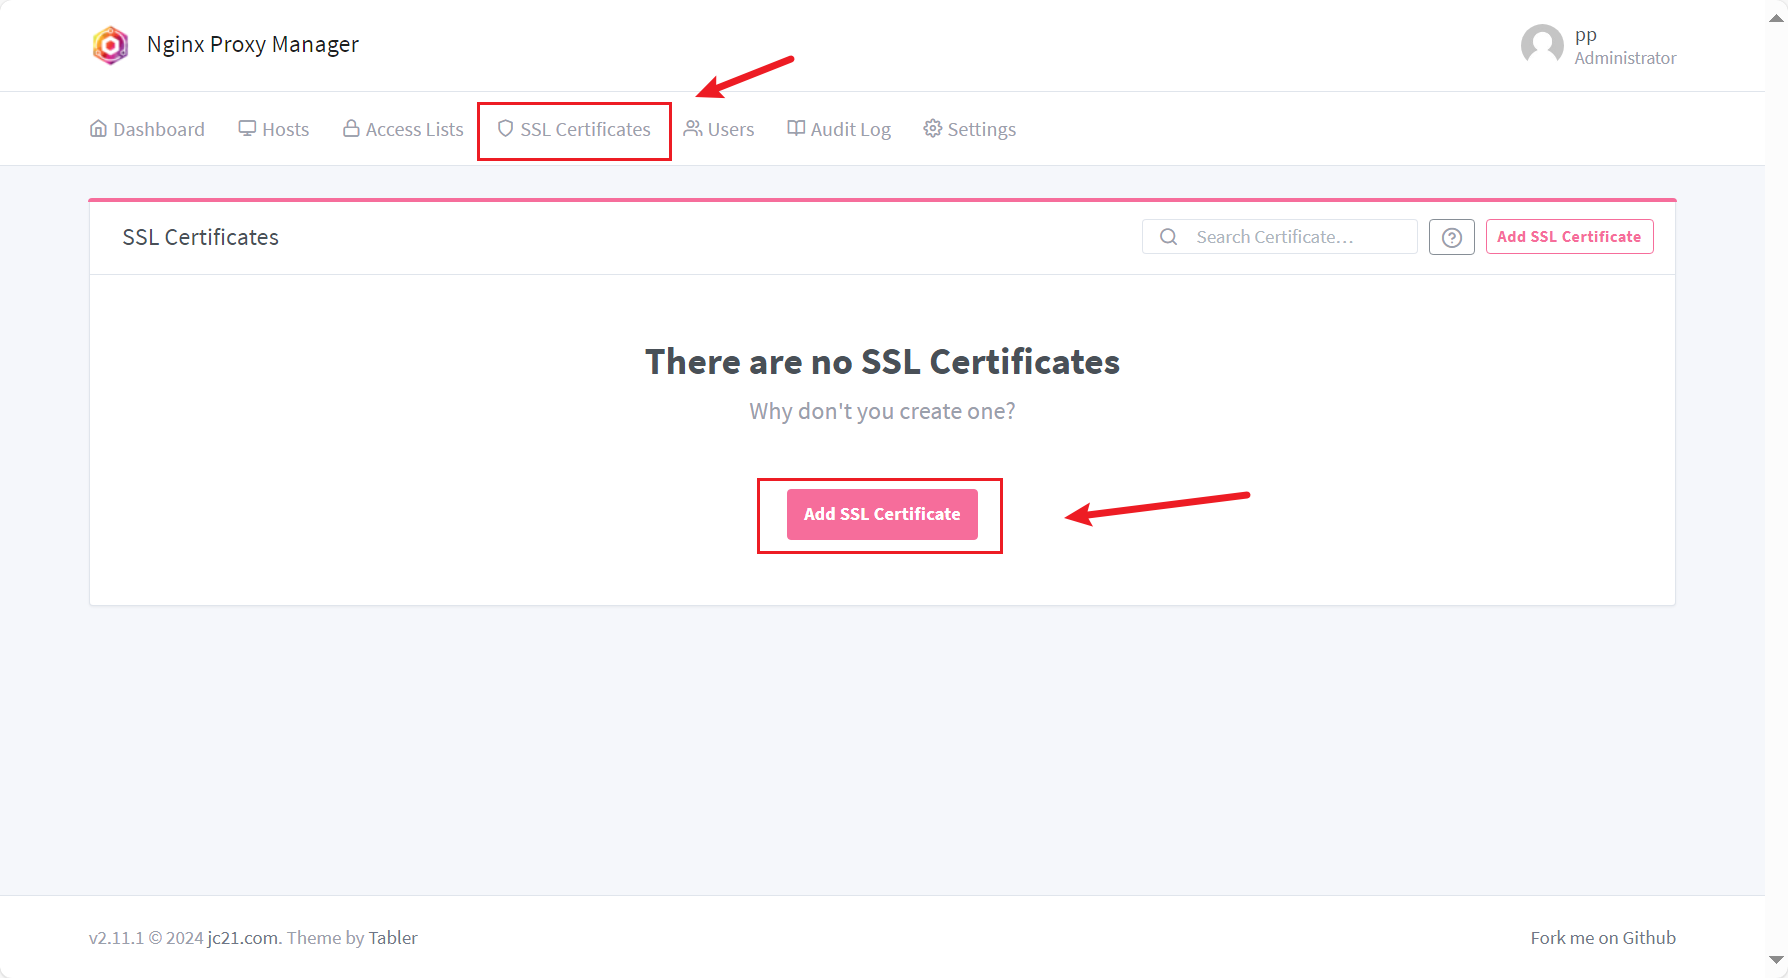 Nginx Proxy Manager
pp
Administrator
Dashboard Hosts Access Lists SSL Certificates Users Audit Log Settings
SSL Certificates
Search Certificate...
Add SSL Certificate
There are no SSL Certificates
Why don't you create one?
Add SSL Certificate
v2.11.1 © 2024 jc21.com. Theme by Tabler
Fork me on Github